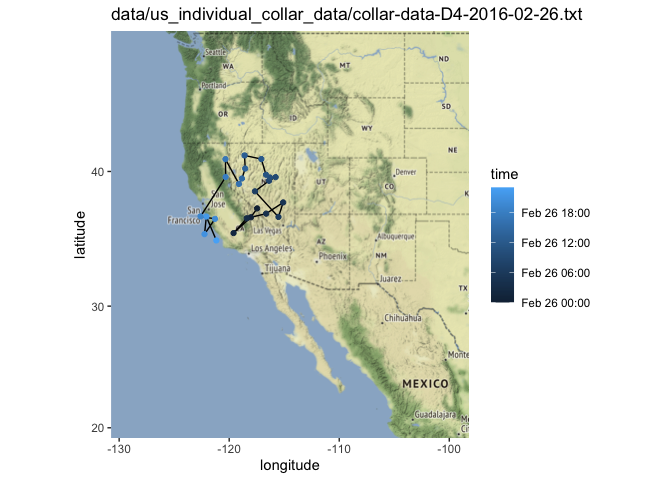 data/us_individual_collar_data/collar-data-D4-2016-02-26.txt
Seattle
WA
MT
ND
Portland
OR
ID
SD
WY
NE
40
Denver
UT
CO
San
Jose
San
Francisco
Las Vegas
Los Angeles
AZ
Albuquerque
NM
Phoenix
Tijuana
Juarez
30
Chihuahua
Monte
MEXICO
Guadalajara
20
-130
-120
-110
-100
longitude
latitude
time
Feb 26 18:00
Feb 26 12:00
Feb 26 06:00
Feb 26 00:00